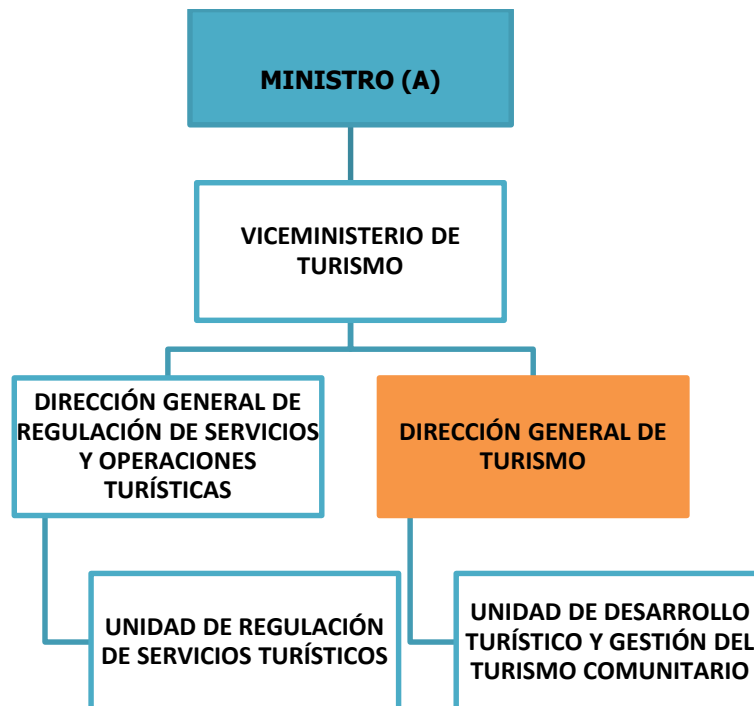 MINISTRO (A)
VICEMINISTERIO DE
TURISMO
DIRECCIÓN GENERAL DE
REGULACIÓN DE SERVICIOS
Y OPERACIONES
TURÍSTICAS
DIRECCIÓN GENERAL DE
TURISMO
UNIDAD DE REGULACIÓN
DE SERVICIOS TURÍSTICOS
UNIDAD DE DESARROLLO
TURÍSTICO Y GESTIÓN DEL
TURISMO COMUNITARIO